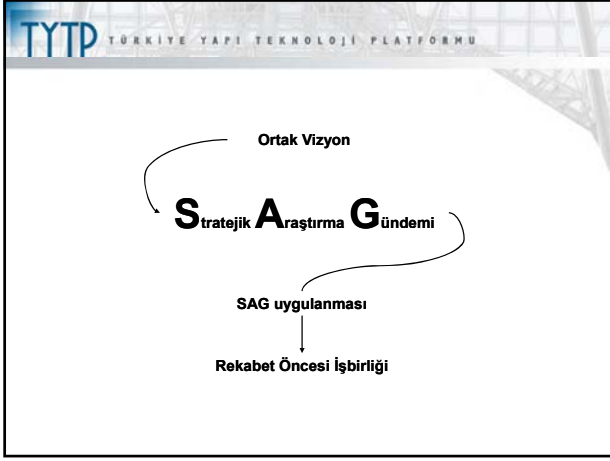 TYTP TÜRKİYE YAPI TEKNOLOJİ PLATFORMU
Ortak Vizyon
Stratejik Araştırma Gündemi
SAG uygulanması
Rekabet Öncesi İşbirliği